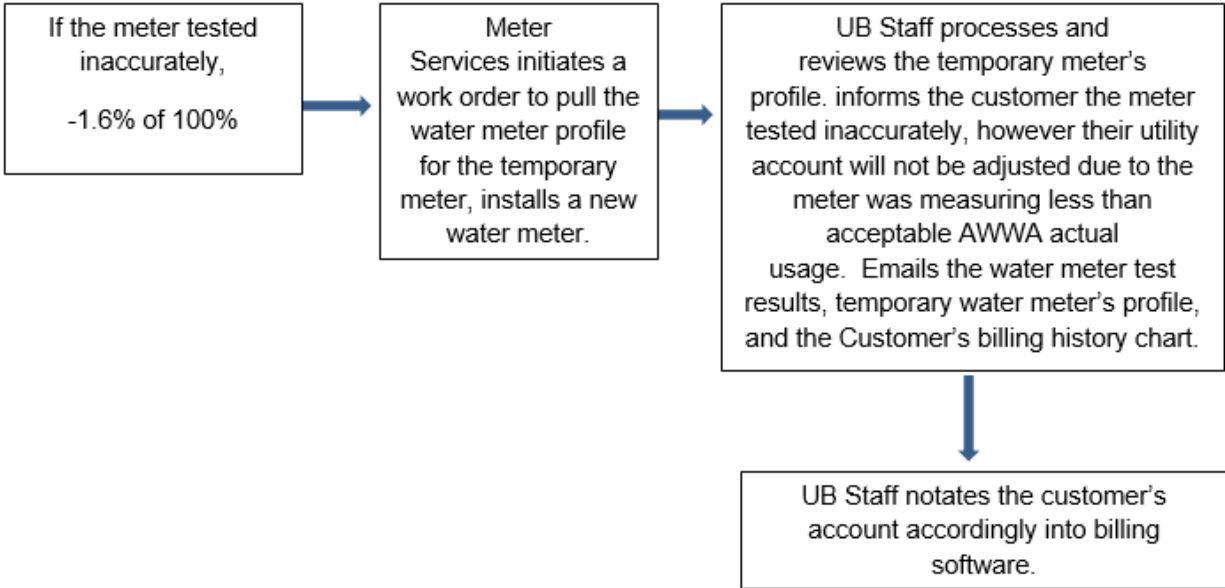 If the meter tested
inaccurately,
-1.6% of 100%
Meter
Services initiates a
work order to pull the
water meter profile
for the temporary
meter, installs a new
water meter.
UB Staff processes and
reviews the temporary meter’s
profile. informs the customer the meter
tested inaccurately, however their utility
account will not be adjusted due to the
meter was measuring less than
acceptable AWWA actual
usage.  Emails the water meter test
results, temporary water meter’s profile,
and the Customer’s billing history chart.
UB Staff notates the customer’s
account accordingly into billing
software.